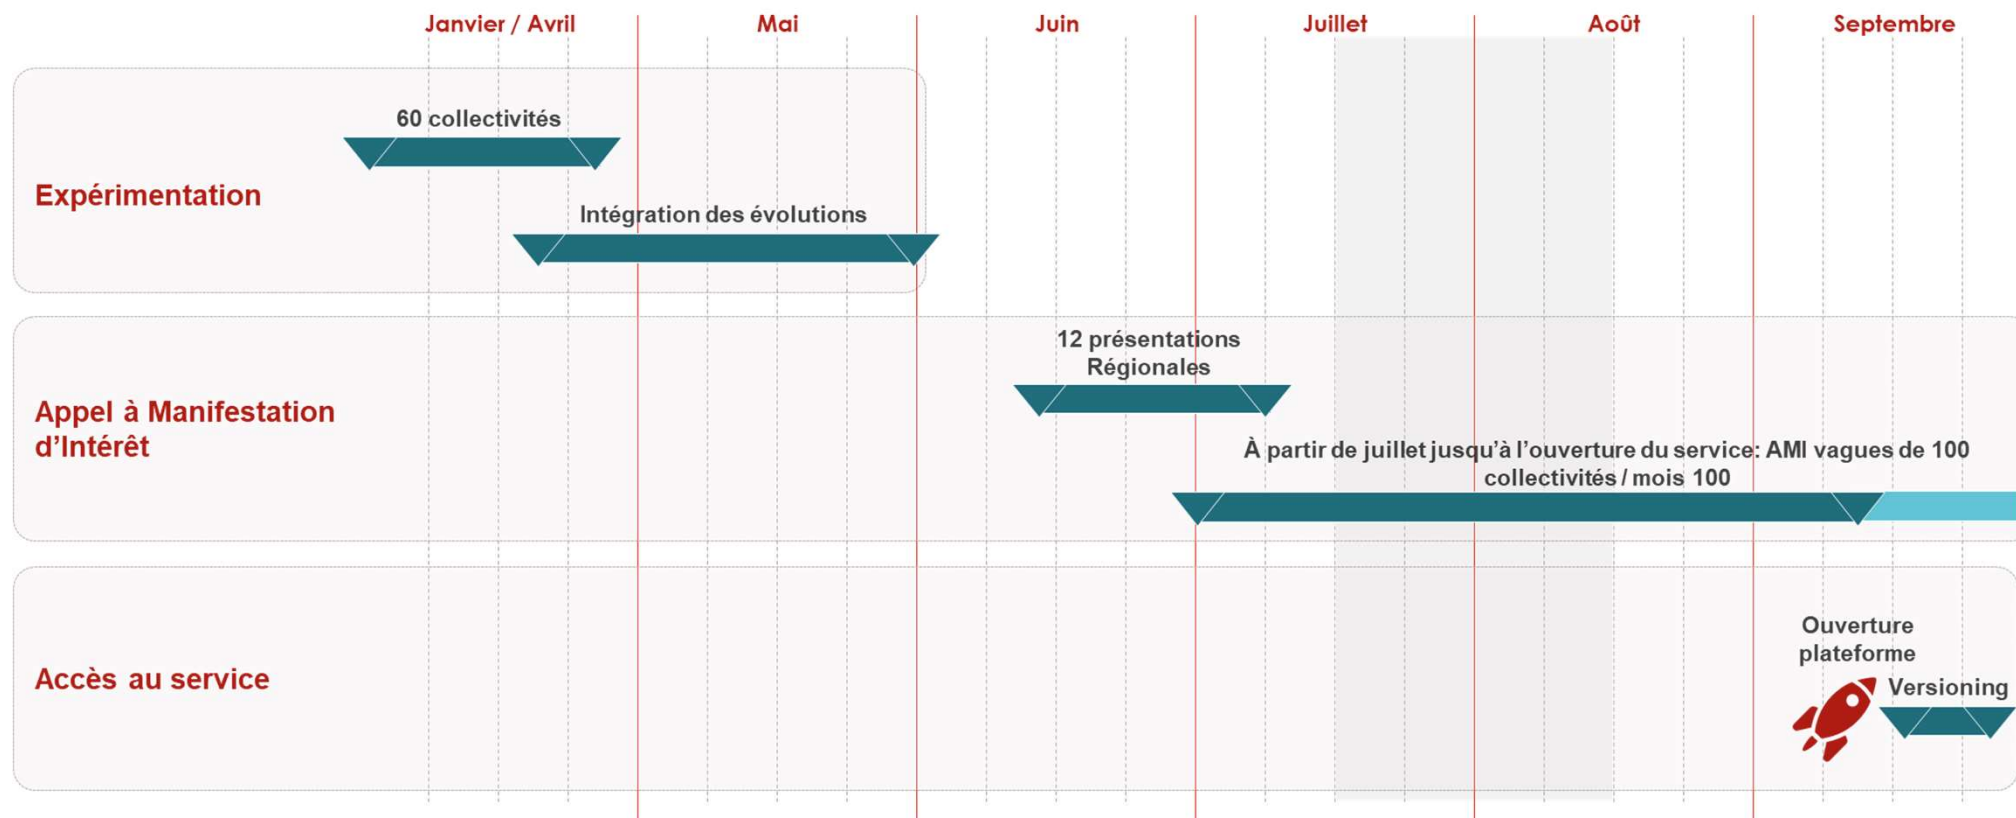 Janvier / Avril Mai Juin Juillet Août Septembre
60 collectivités
Expérimentation
Intégration des évolutions
12 présentations
Régionales
Appel à Manifestation
d’Intérêt
À partir de juillet jusqu’à l’ouverture du service: AMI vagues de 100
collectivités / mois 100
Ouverture
plateforme
Accès au service
Versioning